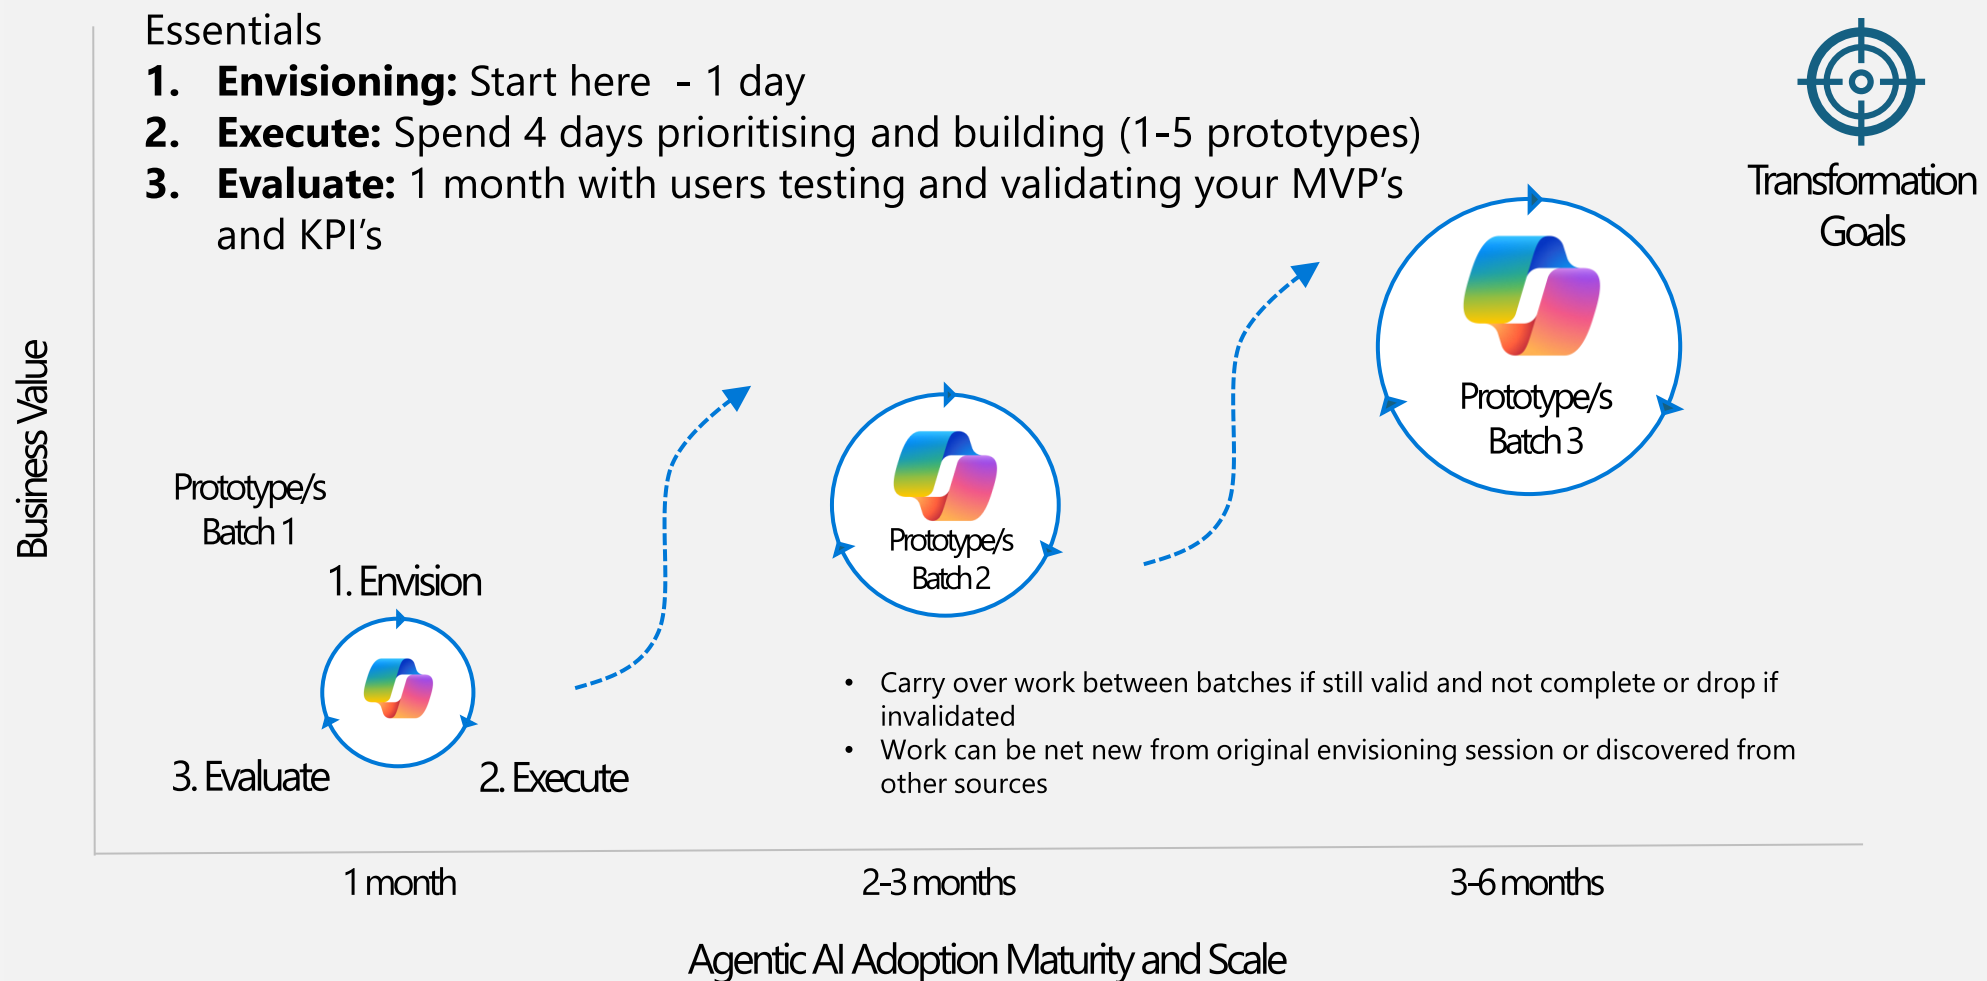 Essentials
1. Envisioning: Start here - 1 day
2. Execute: Spend 4 days prioritising and building (1-5 prototypes)
3. Evaluate: 1 month with users testing and validating your MVP’s
and KPI’s
Transformation
Goals
Business Value
Prototype/s
Batch 1
1. Envision
3. Evaluate
2. Execute
Prototype/s
Batch 2
Prototype/s
Batch 3
• Carry over work between batches if still valid and not complete or drop if
invalidated
• Work can be net new from original envisioning session or discovered from
other sources
1 month
2-3 months
3-6 months
Agentic AI Adoption Maturity and Scale